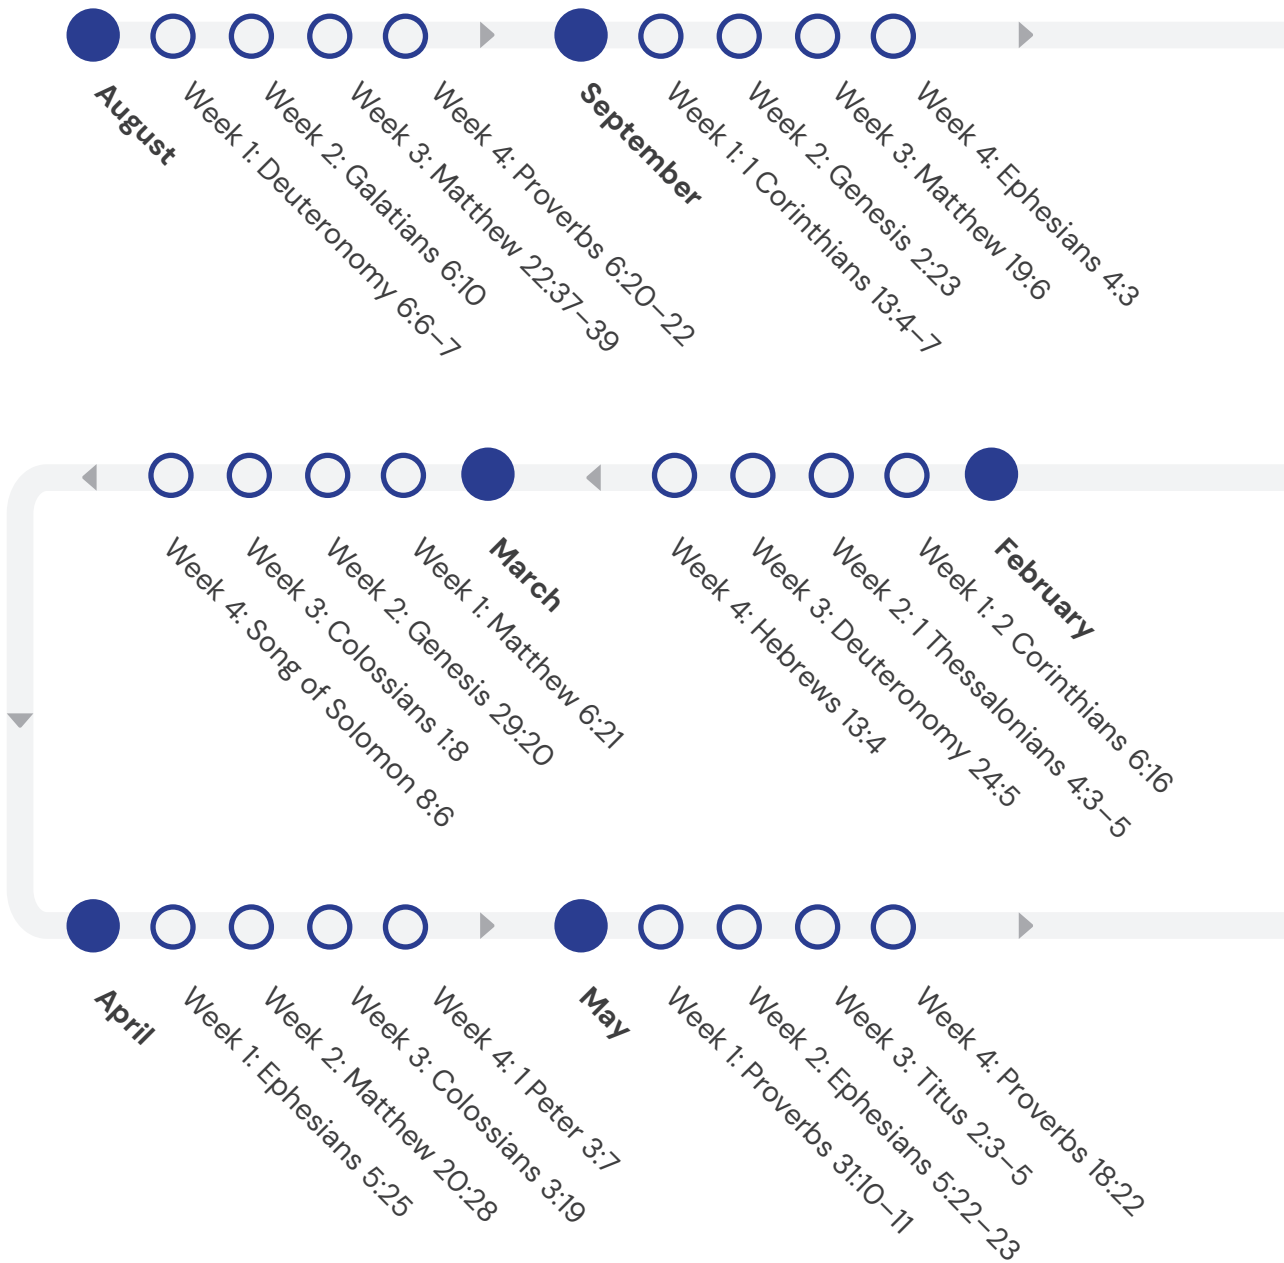 August
Week 1: Deuteronomy 6:6–7
Week 2: Galatians 6:10
Week 3: Matthew 22:37–39
Week 4: Proverbs 6:20–22
September
Week 1: 1 Corinthians 13:4–7
Week 2: Genesis 2:23
Week 3: Matthew 19:6
Week 4: Ephesians 4:3
Week 4: Song of Solomon 8:6
Week 3: Colossians 1:8
Week 2: Genesis 29:20
Week 1: Matthew 6:21
March
Week 4: Hebrews 13:4
Week 3: Deuteronomy 24:5
Week 2: 1 Thessalonians 4:3–5
Week 1: 2 Corinthians 6:16
February
April
Week 1: Ephesians 5:25
Week 2: Matthew 20:28
Week 3: Colossians 3:19
Week 4: 1 Peter 3:7
May
Week 1: Proverbs 31:10–11
Week 2: Ephesians 5:22–23
Week 3: Titus 2:3–5
Week 4: Proverbs 18:22